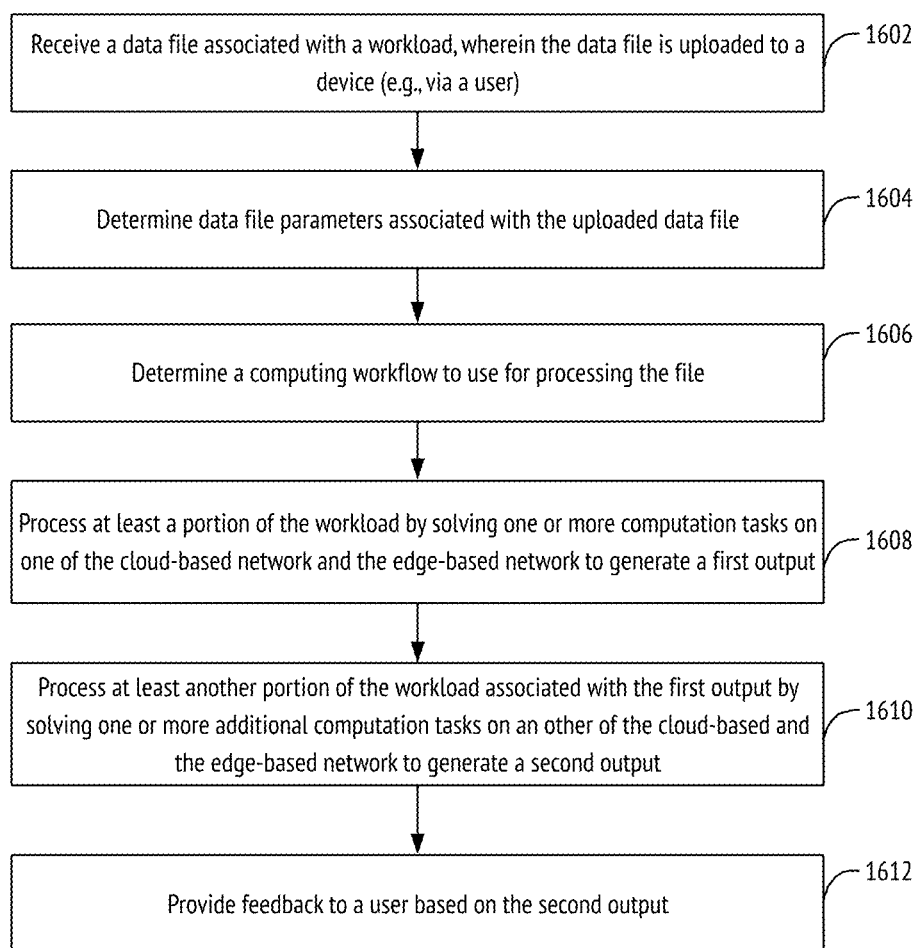 Receive a data file associated with a workload, wherein the data file is uploaded to a
device (e.g., via a user)
1602
Determine data file parameters associated with the uploaded data file
1604
Determine a computing workflow to use for processing the file
1606
Process at least a portion of the workload by solving one or more computation tasks on
one of the cloud-based network and the edge-based network to generate a first output
1608
Process at least another portion of the workload associated with the first output by
solving one or more additional computation tasks on an other of the cloud-based and
the edge-based network to generate a second output
1610
Provide feedback to a user based on the second output
1612